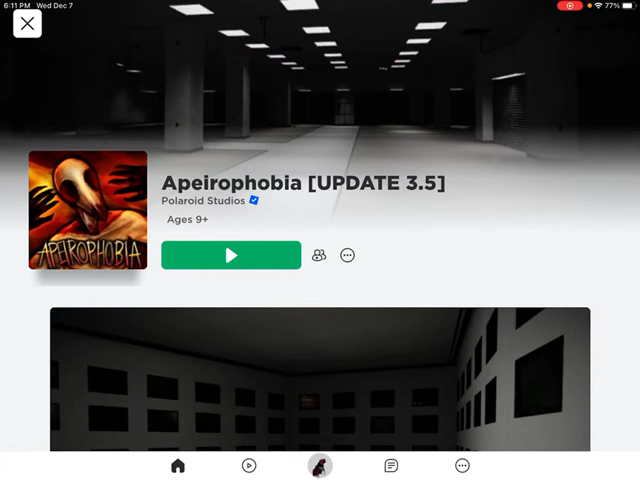 6:11 PM Wed Dec 7
77%
Apeirophobia [UPDATE 3.5]
Polaroid Studios
Ages 9+
APEIROPHOBIA